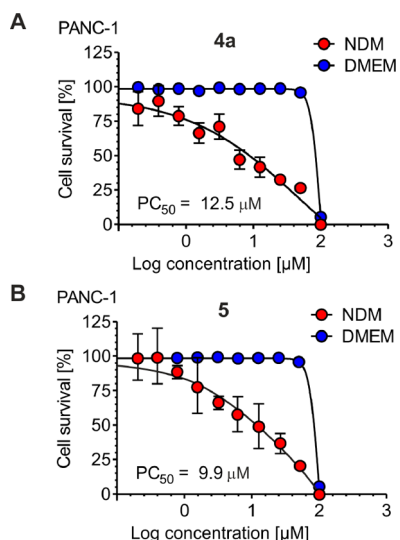 A
PANC-1
4a
NDM
DMEM
Cell survival [%]
125
100
75
50
25
0
PC50 = 12.5 μM
0 1 2 3
Log concentration [µM]
B
PANC-1
5
NDM
DMEM
Cell survival [%]
125
100
75
50
25
0
PC50 = 9.9 μM
0 1 2 3
Log concentration [µM]